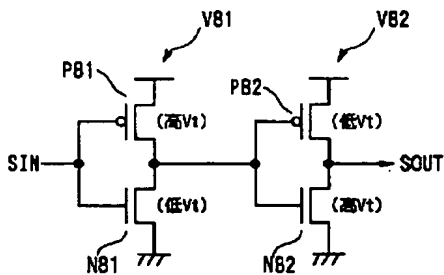 V81
V82
P81
P82
(高Vt)
(低Vt)
SIN
SOUT
(低Vt)
(高Vt)
N81
N82